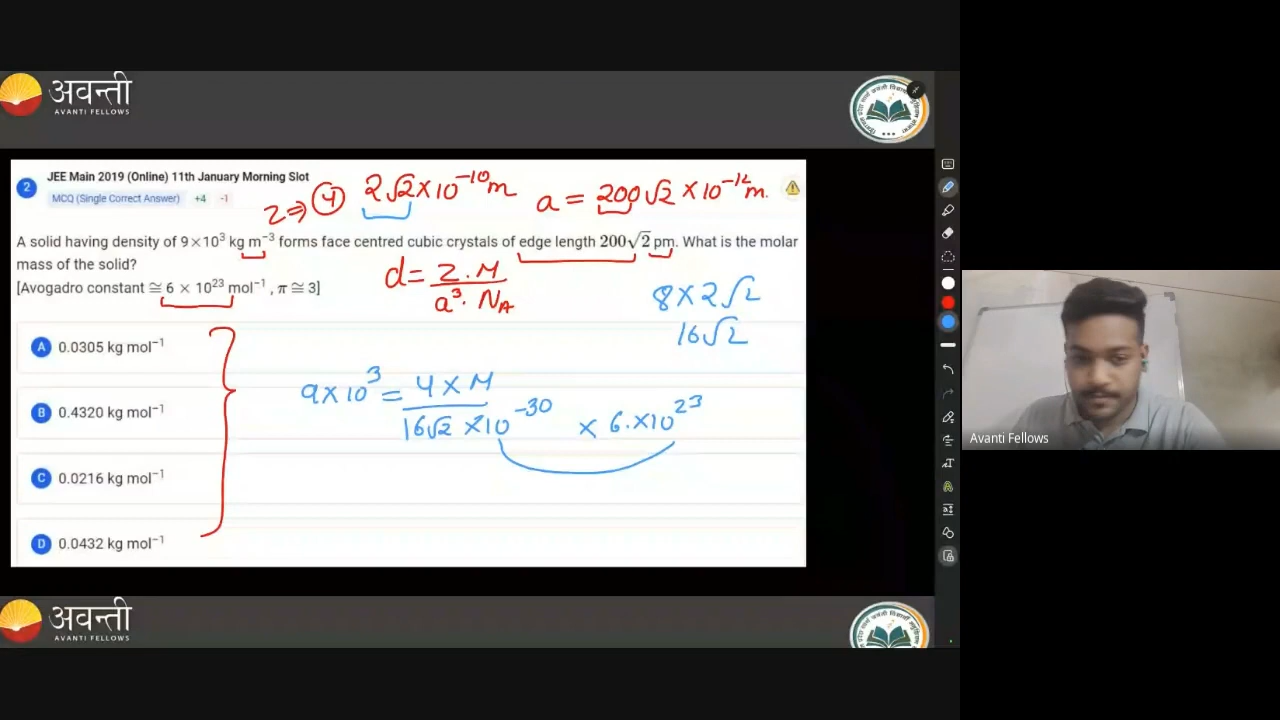 अवन्ती
AVANTI FELLOWS
2
JEE Main 2019 (Online) 11th January Morning Slot
MCQ (Single Correct Answer) +4 -1
Z ⇒ 4
2√2 × 10⁻¹⁰ m
a = 200√2 × 10⁻¹² m.
A solid having density of 9×10³ kg m⁻³ forms face centred cubic crystals of edge length 200√2 pm. What is the molar
mass of the solid?
[Avogadro constant ≅ 6 × 10²³ mol⁻¹ , π ≅ 3]
d = Z . M / a³ . N_A
8 × 2√2
16√2
A 0.0305 kg mol⁻¹
9 × 10³ = 4 × M / 16√2 × 10⁻³⁰ × 6. × 10²³
B 0.4320 kg mol⁻¹
C 0.0216 kg mol⁻¹
D 0.0432 kg mol⁻¹
Avanti Fellows
अवन्ती
AVANTI FELLOWS